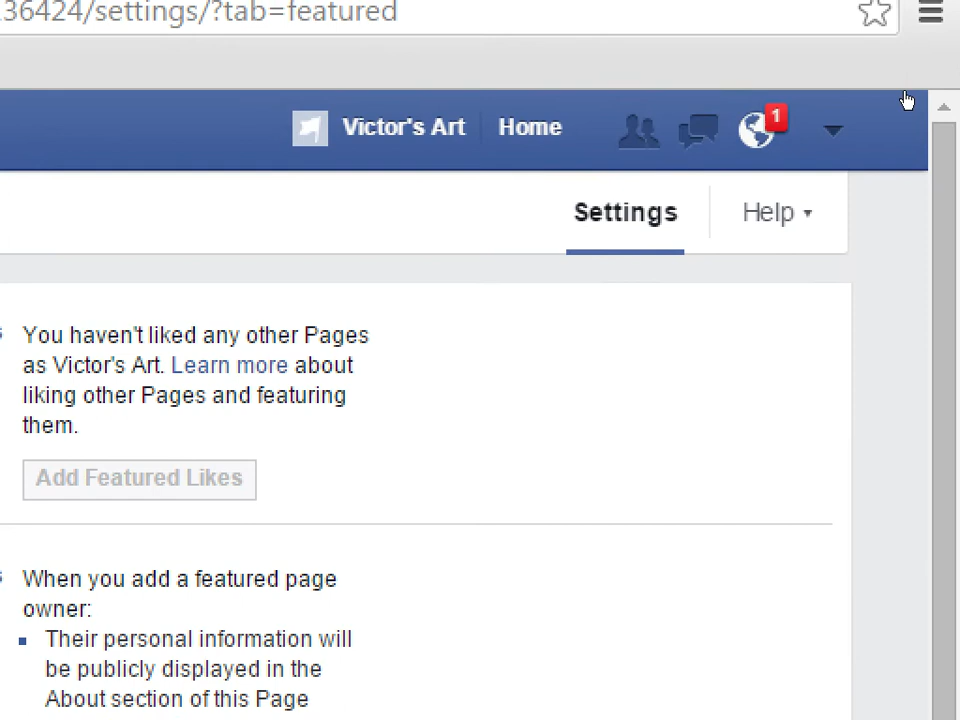 36424/settings/?tab=featured
Victor's Art Home 1
Settings Help
You haven't liked any other Pages
as Victor's Art. Learn more about
liking other Pages and featuring
them.
Add Featured Likes
When you add a featured page
owner:
Their personal information will
be publicly displayed in the
About section of this Page